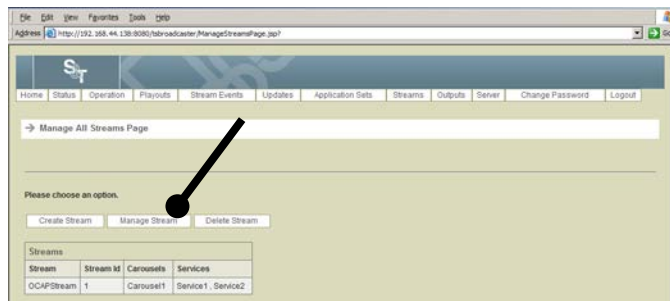 File Edit View Favorites Tools Help
Address http://192.168.44.138:8080/tsbroadcaster/ManageStreamsPage.jsp? Go
S&T
Home Status Operation Playouts Stream Events Updates Application Sets Streams Outputs Server Change Password Logout
Manage All Streams Page
Please choose an option.
Create Stream Manage Stream Delete Stream
Streams
Stream Stream Id Carousels Services
OCAPStream 1 Carousel1 Service1 , Service2